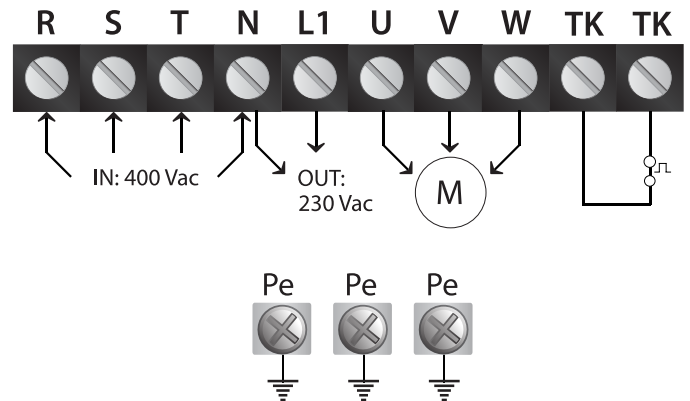 R S T N L1 U V W TK TK
IN: 400 Vac
OUT:
230 Vac
M
Pe Pe Pe